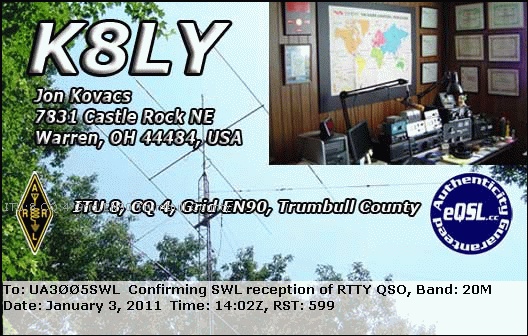 K8LY
Jon Kovacs
7831 Castle Rock NE
Warren, OH 44484, USA
ITU 8, CQ 4, Grid EN90, Trumbull County
ARRL
Authenticity
eQSL.cc
Guaranteed
To: UA3ØØ5SWL Confirming SWL reception of RTTY QSO, Band: 20M
Date: January 3, 2011 Time: 14:02Z, RST: 599